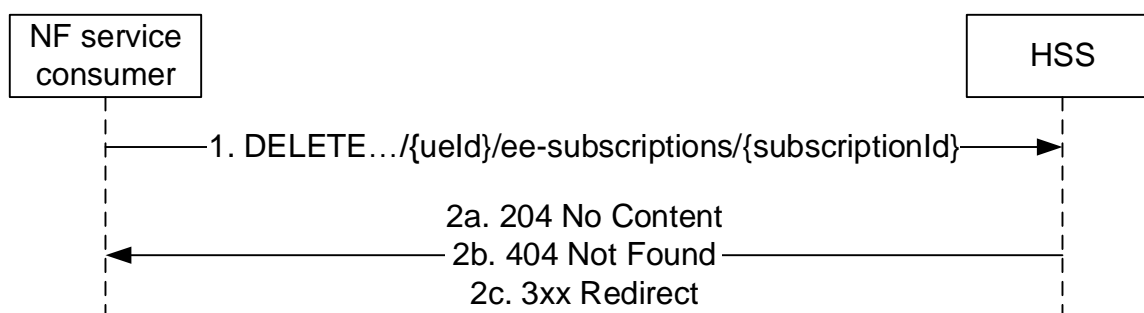 NF service
consumer
HSS
1. DELETE…/{ueId}/ee-subscriptions/{subscriptionId}
2a. 204 No Content
2b. 404 Not Found
2c. 3xx Redirect